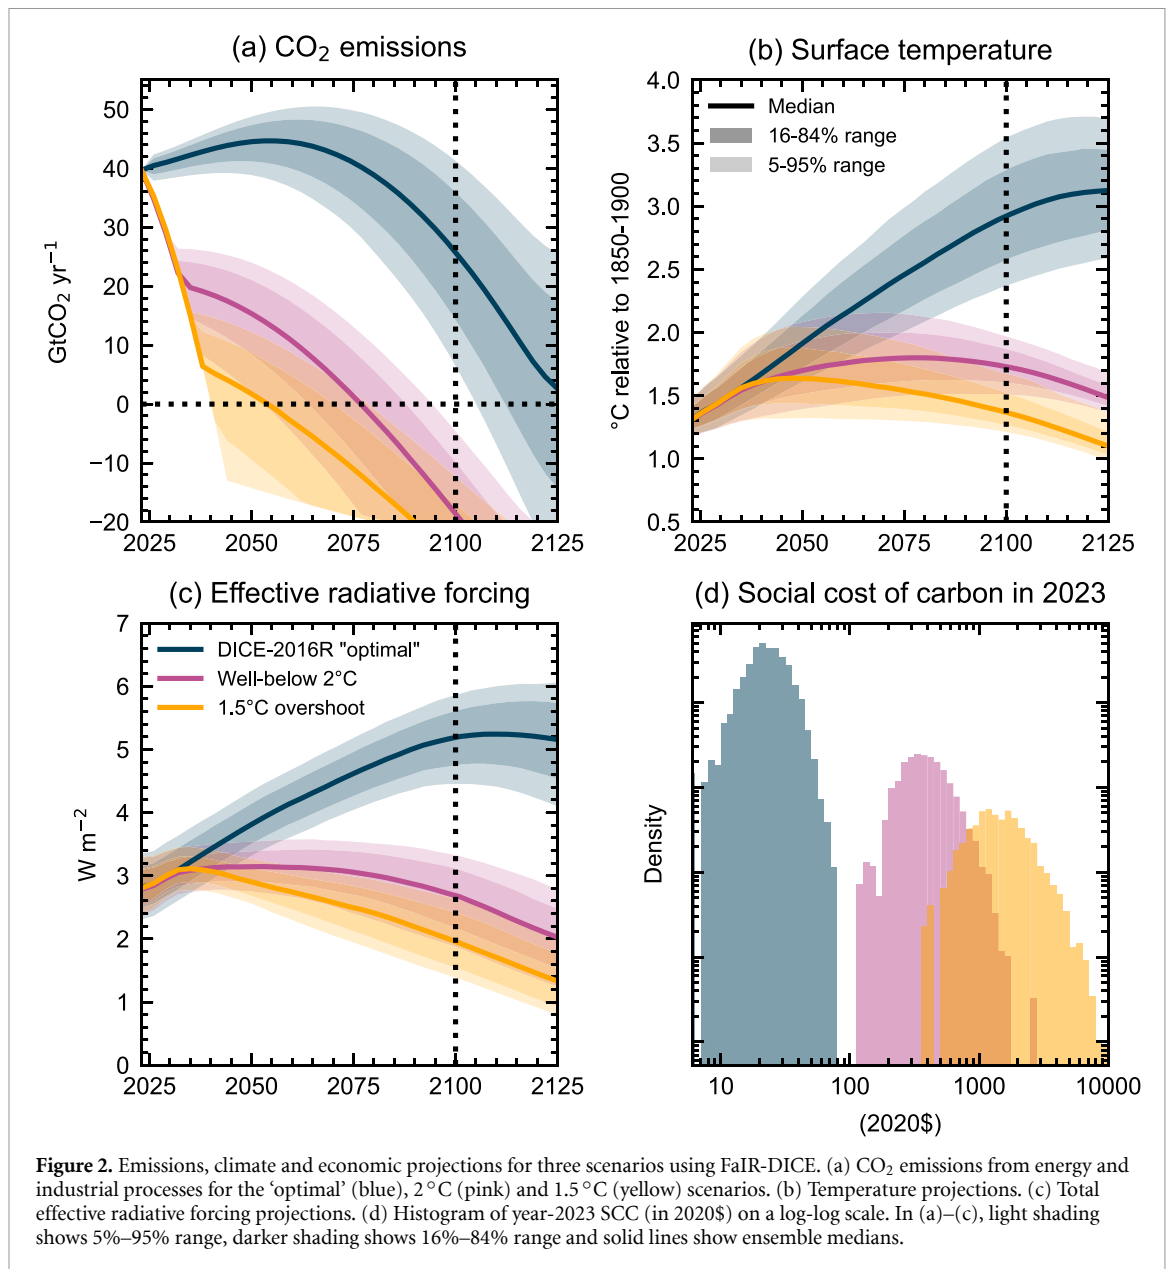 (a) CO₂ emissions
GtCO₂ yr⁻¹
50
40
30
20
10
0
−10
−20
2025 2050 2075 2100 2125
(b) Surface temperature
°C relative to 1850-1900
4.0
3.5
3.0
2.5
2.0
1.5
1.0
0.5
Median
16-84% range
5-95% range
2025 2050 2075 2100 2125
(c) Effective radiative forcing
W m⁻²
7
6
5
4
3
2
1
0
DICE-2016R "optimal"
Well-below 2°C
1.5°C overshoot
2025 2050 2075 2100 2125
(d) Social cost of carbon in 2023
Density
10 100 1000 10000
(2020$)
Figure 2. Emissions, climate and economic projections for three scenarios using FaIR-DICE. (a) CO₂ emissions from energy and
industrial processes for the ‘optimal’ (blue), 2 °C (pink) and 1.5 °C (yellow) scenarios. (b) Temperature projections. (c) Total
effective radiative forcing projections. (d) Histogram of year-2023 SCC (in 2020$) on a log-log scale. In (a)–(c), light shading
shows 5%–95% range, darker shading shows 16%–84% range and solid lines show ensemble medians.